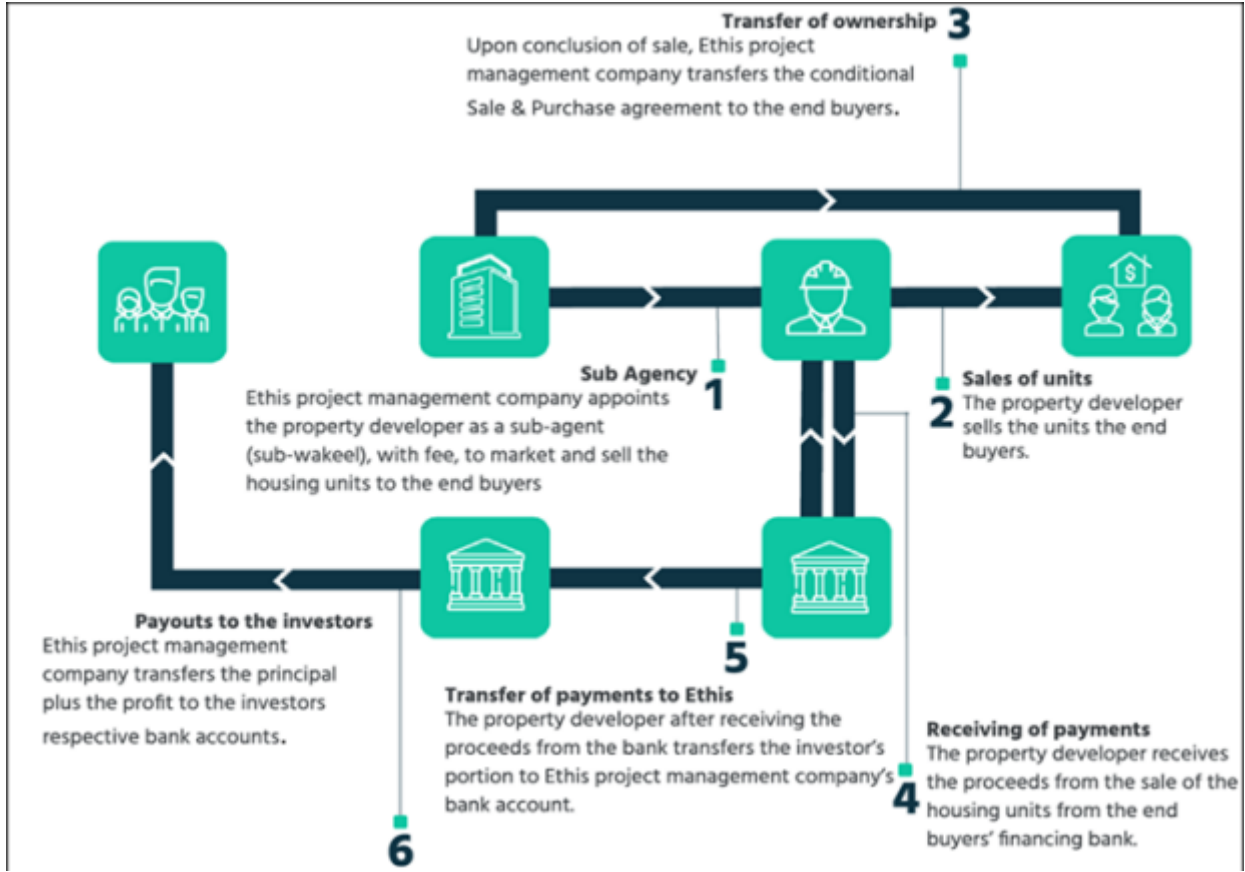 Transfer of ownership 3
Upon conclusion of sale, Ethis project
management company transfers the conditional
Sale & Purchase agreement to the end buyers.
$
Sub Agency 1
Ethis project management company appoints
the property developer as a sub-agent
(sub-wakeel), with fee, to market and sell the
housing units to the end buyers
2 Sales of units
The property developer
sells the units the end
buyers.
Payouts to the investors
Ethis project management
company transfers the principal
plus the profit to the investors
respective bank accounts.
6
5
Transfer of payments to Ethis
The property developer after receiving the
proceeds from the bank transfers the investor's
portion to Ethis project management company's
bank account.
4
Receiving of payments
The property developer receives
the proceeds from the sale of the
housing units from the end
buyers' financing bank.